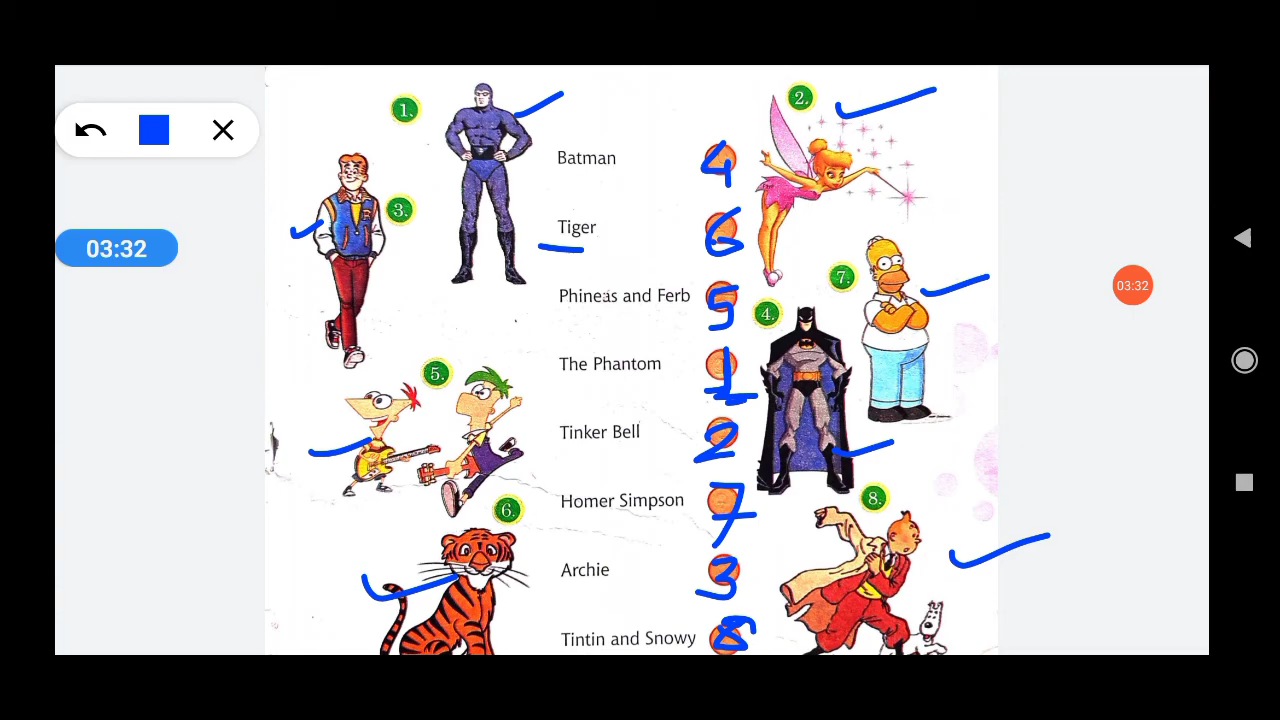 1.
2.
Batman 4
3.
Tiger 6
03:32
7.
03:32
Phineas and Ferb 5
4.
The Phantom 1
5.
Tinker Bell 2
Homer Simpson 7
8.
6.
Archie 3
Tintin and Snowy 8